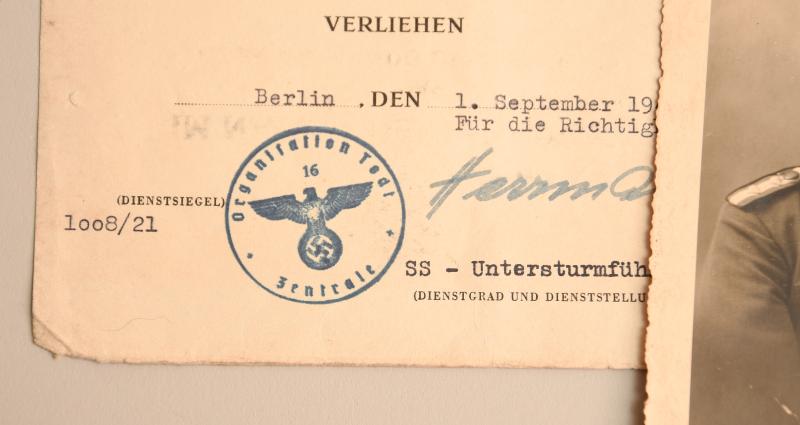 VERLIEHEN
Berlin, DEN 1. September 19
Für die Richtig
Organisation Todt
16
Zentrale
(DIENSTSIEGEL)
1oo8/21
SS - Untersturmfüh
(DIENSTGRAD UND DIENSTSTELLU